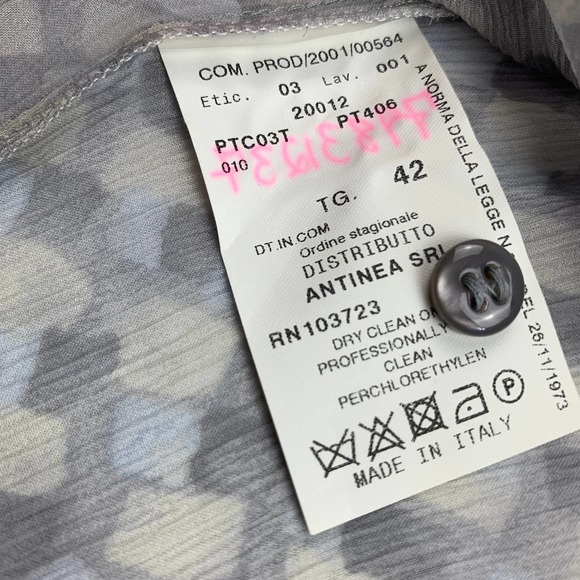 COM. PROD/2001/00564
Etic. 03 Lav. 001
20012
PTC03T PT406
010
TG. 42
DT.IN.COM
Ordine stagionale
DISTRIBUITO
ANTINEA SRL
RN103723
DRY CLEAN
PROFESSIONALLY
CLEAN
PERCHLORETHYLEN
P
MADE IN ITALY
A NORMA DELLA LEGGE 26/11/1973